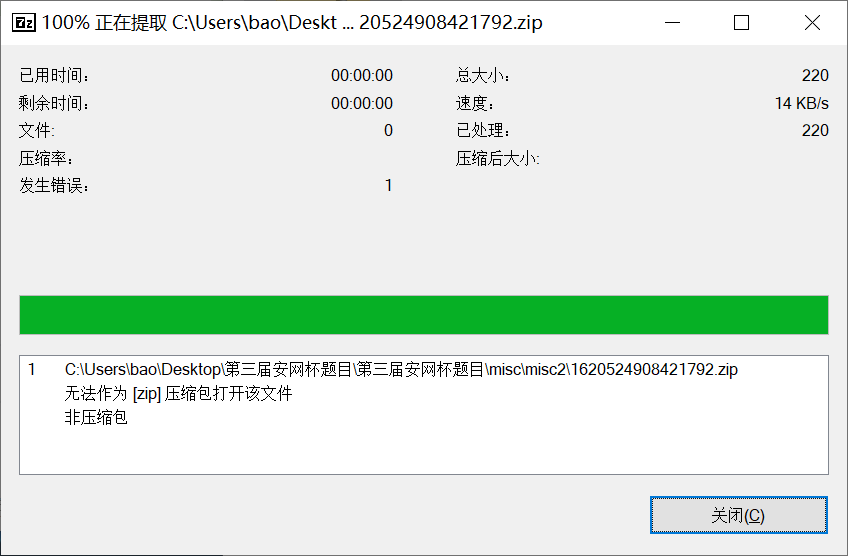 100% 正在提取 C:\Users\bao\Deskt ... 20524908421792.zip
已用时间： 00:00:00 总大小： 220
剩余时间： 00:00:00 速度： 14 KB/s
文件: 0 已处理： 220
压缩率： 压缩后大小:
发生错误： 1
1 C:\Users\bao\Desktop\第三届安网杯题目\第三届安网杯题目\misc\misc2\1620524908421792.zip
无法作为 [zip] 压缩包打开该文件
非压缩包
关闭(C)